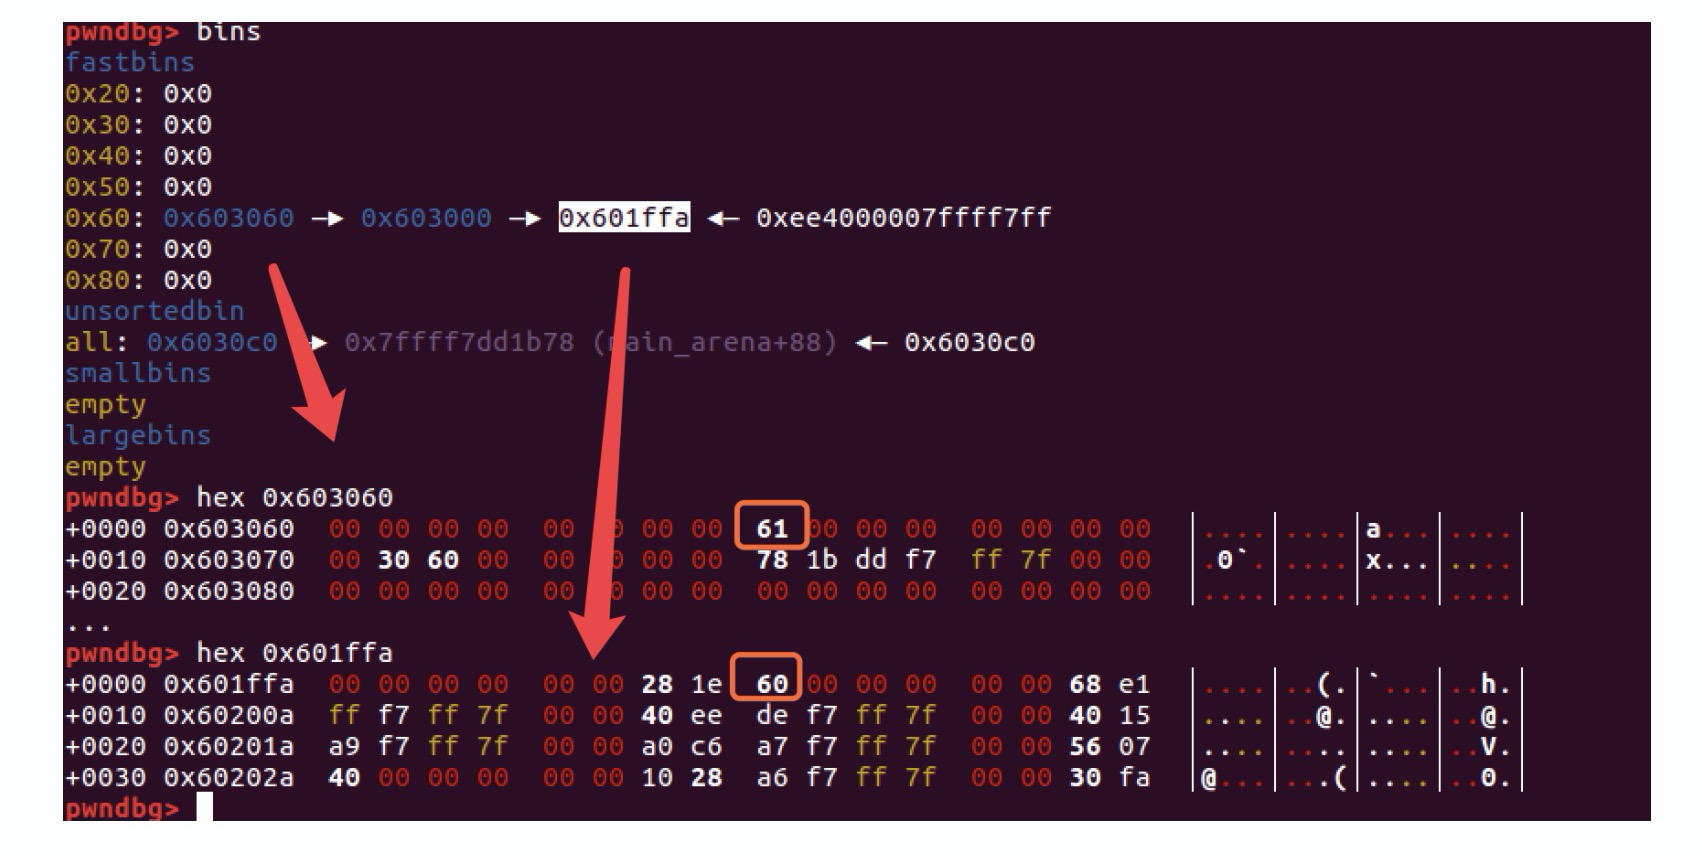 pwndbg> bins
fastbins
0x20: 0x0
0x30: 0x0
0x40: 0x0
0x50: 0x0
0x60: 0x603060 —▸ 0x603000 —▸ 0x601ffa ◂— 0xee4000007ffff7ff
0x70: 0x0
0x80: 0x0
unsortedbin
all: 0x6030c0 ▸ 0x7ffff7dd1b78 (main_arena+88) ◂— 0x6030c0
smallbins
empty
largebins
empty
pwndbg> hex 0x603060
+0000 0x603060 00 00 00 00 00 00 00 00 61 00 00 00 00 00 00 00 |....|....|a...|....|
+0010 0x603070 00 30 60 00 00 00 00 00 78 1b dd f7 ff 7f 00 00 |.0`.|....|x...|....|
+0020 0x603080 00 00 00 00 00 00 00 00 00 00 00 00 00 00 00 00 |....|....|....|....|
...
pwndbg> hex 0x601ffa
+0000 0x601ffa 00 00 00 00 00 00 28 1e 60 00 00 00 00 00 68 e1 |....|..(.|`...|..h.|
+0010 0x60200a ff f7 ff 7f 00 00 40 ee de f7 ff 7f 00 00 40 15 |....|..@.|....|..@.|
+0020 0x60201a a9 f7 ff 7f 00 00 a0 c6 a7 f7 ff 7f 00 00 56 07 |....|....|....|..V.|
+0030 0x60202a 40 00 00 00 00 00 10 28 a6 f7 ff 7f 00 00 30 fa |@...|...(|....|..0.|
pwndbg>